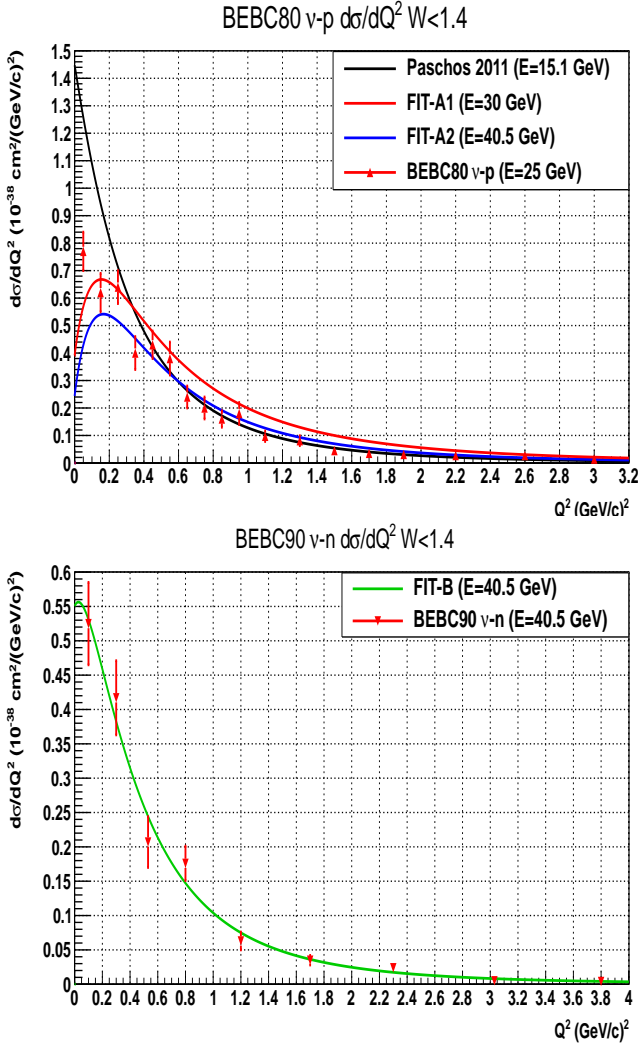 BEBC80 ν-p dσ/dQ² W<1.4
dσ/dQ² (10⁻³⁸ cm²/(GeV/c)²)
Paschos 2011 (E=15.1 GeV)
FIT-A1 (E=30 GeV)
FIT-A2 (E=40.5 GeV)
BEBC80 ν-p (E=25 GeV)
1.5
1.4
1.3
1.2
1.1
1
0.9
0.8
0.7
0.6
0.5
0.4
0.3
0.2
0.1
0
0 0.2 0.4 0.6 0.8 1 1.2 1.4 1.6 1.8 2 2.2 2.4 2.6 2.8 3 3.2
Q² (GeV/c)²
BEBC90 ν-n dσ/dQ² W<1.4
dσ/dQ² (10⁻³⁸ cm²/(GeV/c)²)
FIT-B (E=40.5 GeV)
BEBC90 ν-n (E=40.5 GeV)
0.6
0.55
0.5
0.45
0.4
0.35
0.3
0.25
0.2
0.15
0.1
0.05
0
0 0.2 0.4 0.6 0.8 1 1.2 1.4 1.6 1.8 2 2.2 2.4 2.6 2.8 3 3.2 3.4 3.6 3.8 4
Q² (GeV/c)²